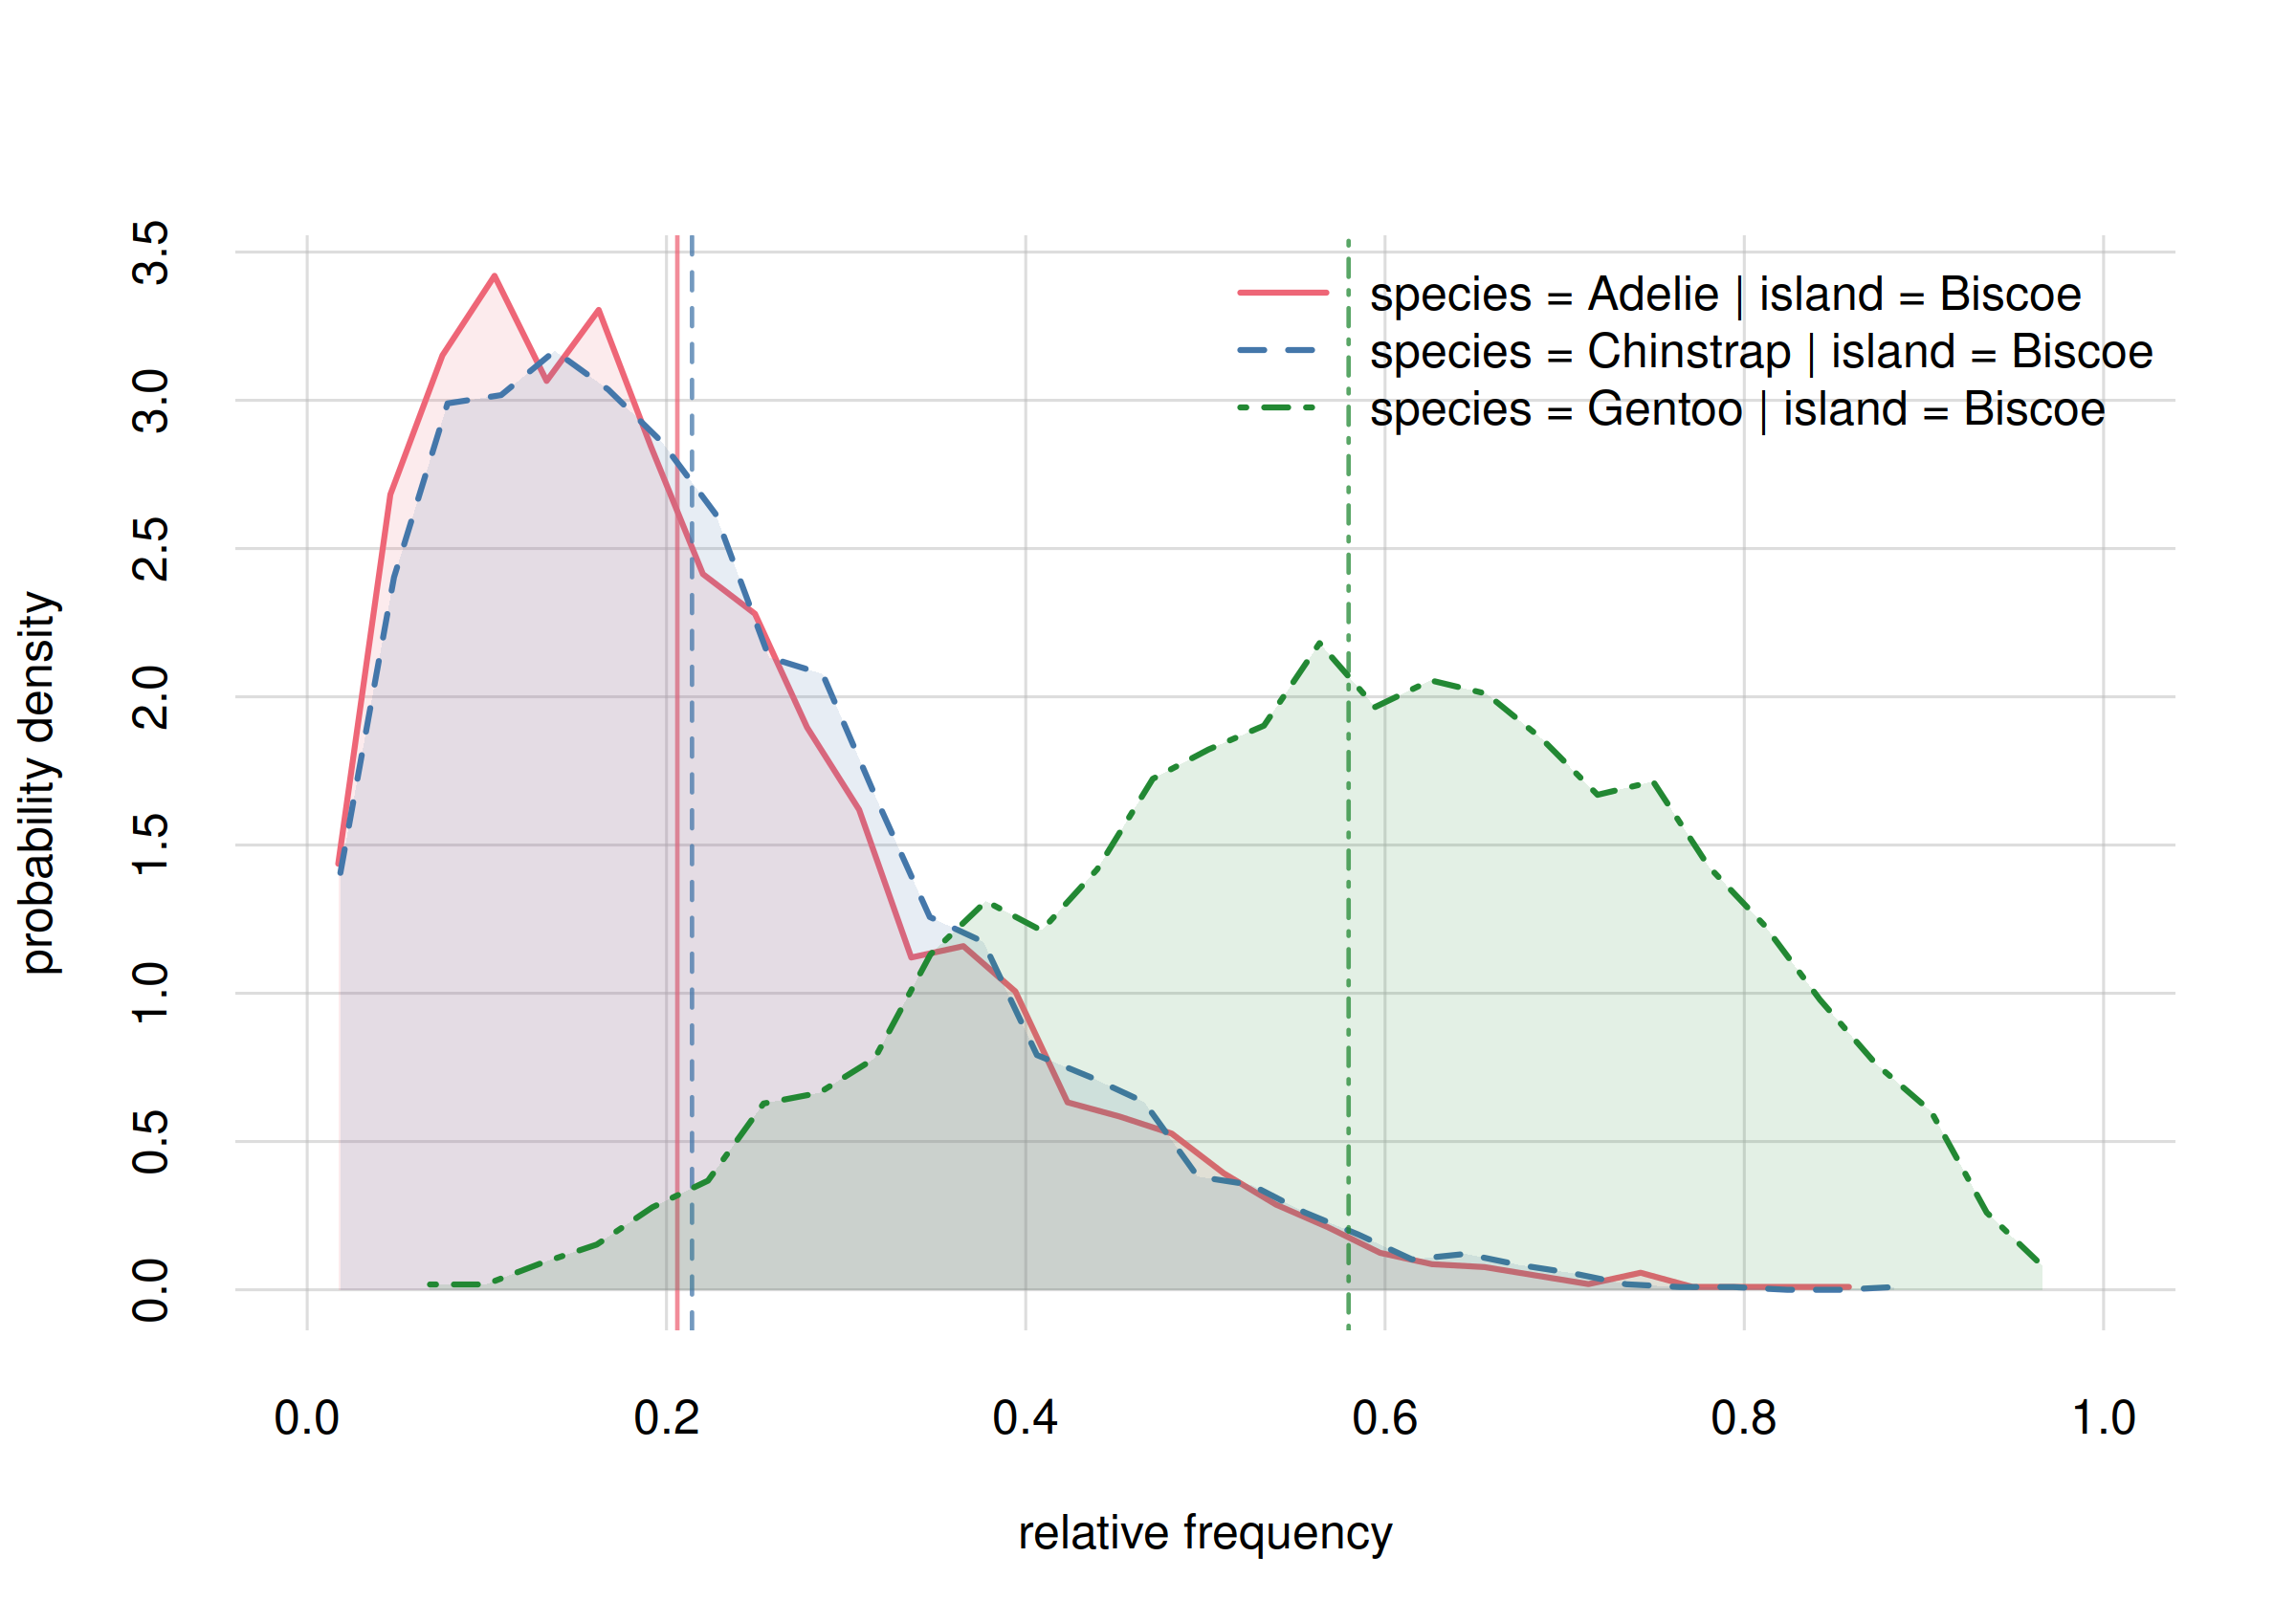 3.5
3.0
2.5
2.0
1.5
1.0
0.5
0.0
probability density
species = Adelie | island = Biscoe
species = Chinstrap | island = Biscoe
species = Gentoo | island = Biscoe
0.0 0.2 0.4 0.6 0.8 1.0
relative frequency